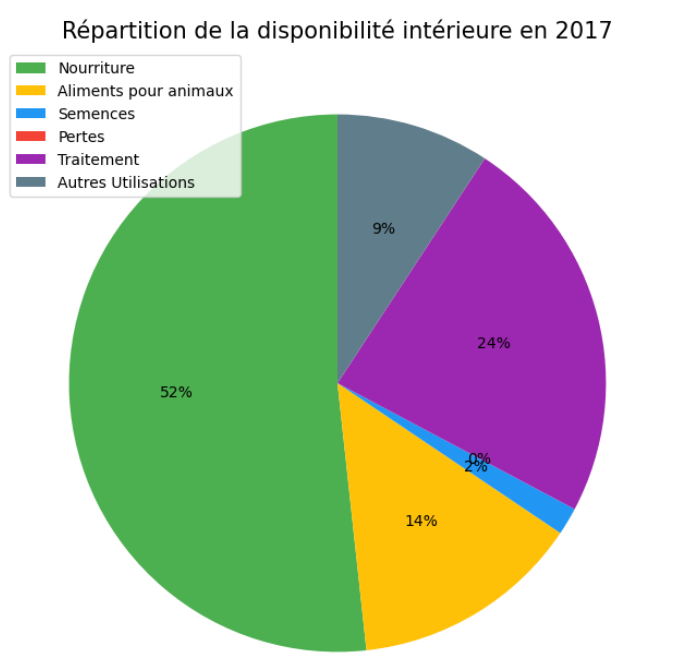 Répartition de la disponibilité intérieure en 2017
Nourriture
Aliments pour animaux
Semences
Pertes
Traitement
Autres Utilisations
9%
24%
52%
0%
2%
14%